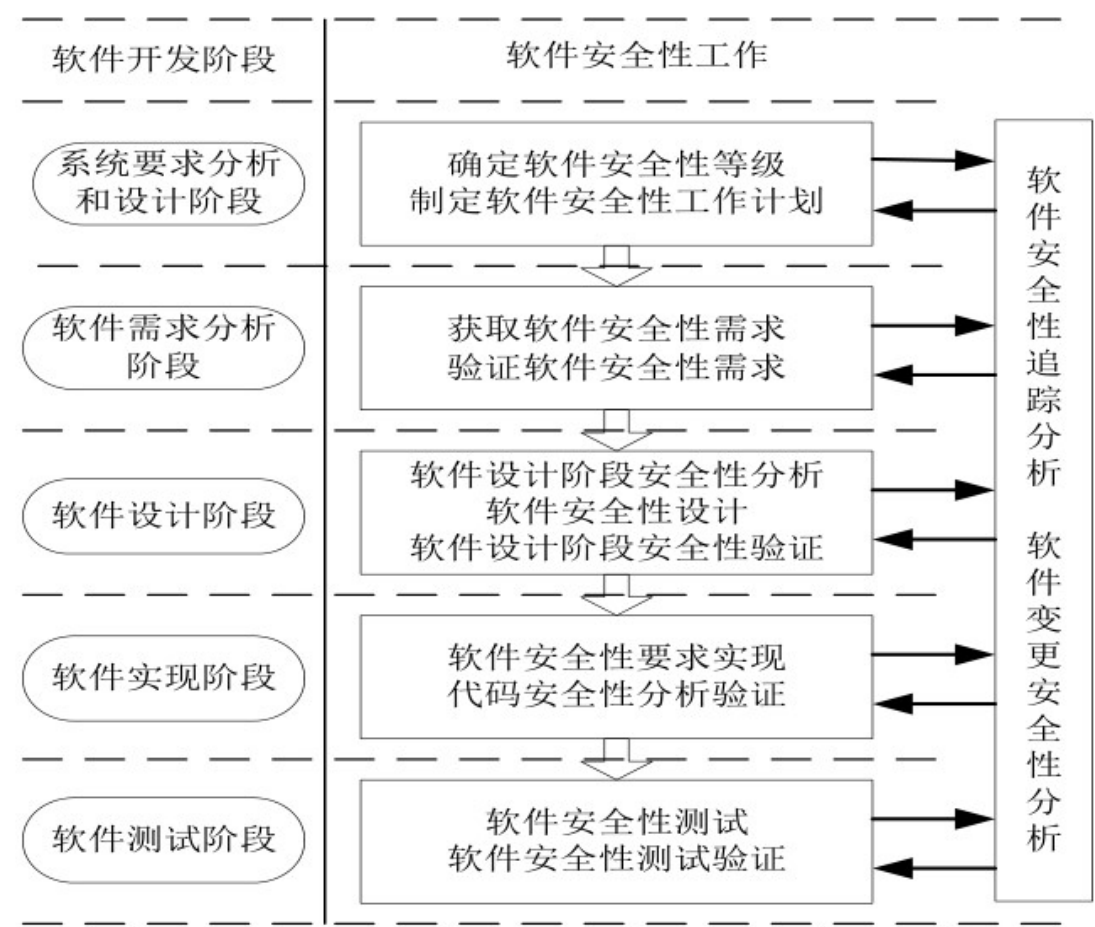 软件开发阶段
软件安全性工作
系统要求分析
和设计阶段
确定软件安全性等级
制定软件安全性工作计划
软件需求分析
阶段
获取软件安全性需求
验证软件安全性需求
软件设计阶段
软件设计阶段安全性分析
软件安全性设计
软件设计阶段安全性验证
软件实现阶段
软件安全性要求实现
代码安全性分析验证
软件测试阶段
软件安全性测试
软件安全性测试验证
软件安全性追踪分析
软件变更安全性分析